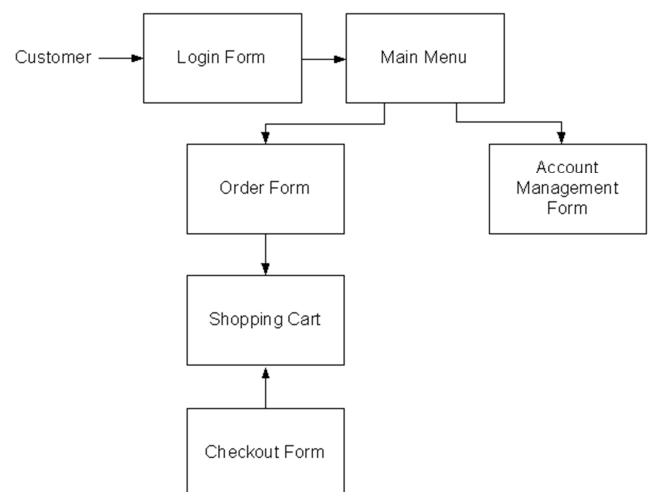 Customer
Login Form
Main Menu
Order Form
Account
Management
Form
Shopping Cart
Checkout Form